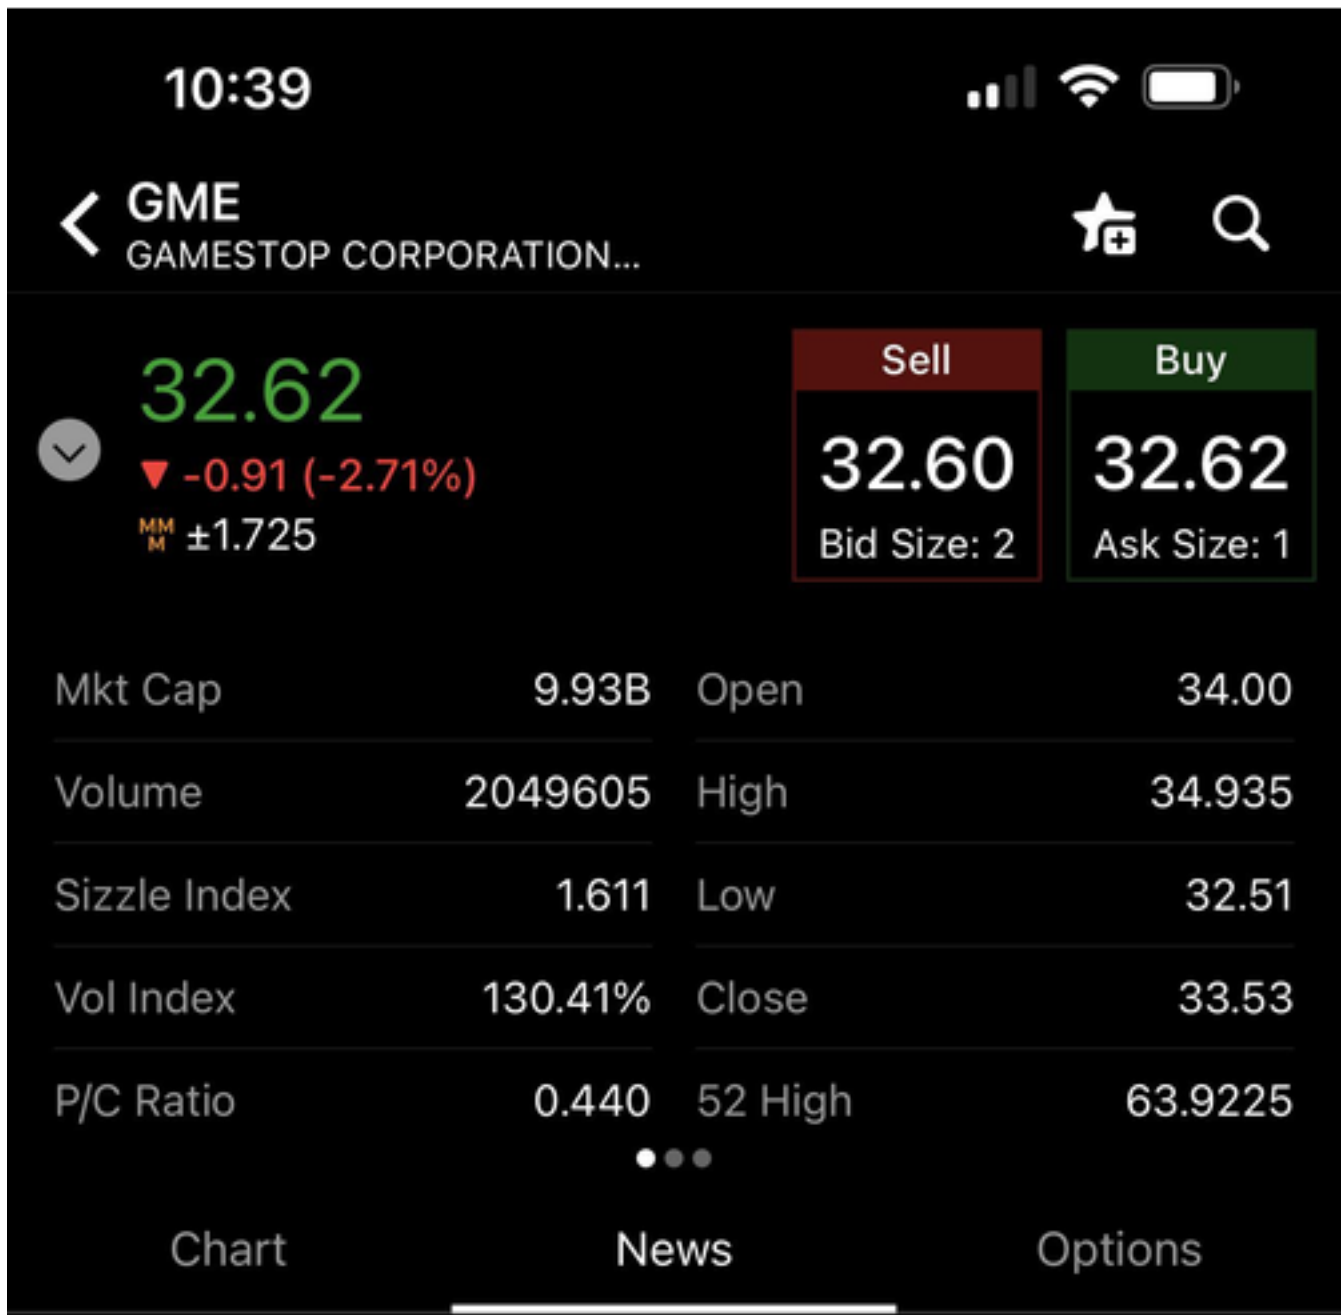 10:39
GME
GAMESTOP CORPORATION...
32.62
▼ -0.91 (-2.71%)
MM
M ±1.725
Sell
32.60
Bid Size: 2
Buy
32.62
Ask Size: 1
Mkt Cap 9.93B
Open 34.00
Volume 2049605
High 34.935
Sizzle Index 1.611
Low 32.51
Vol Index 130.41%
Close 33.53
P/C Ratio 0.440
52 High 63.9225
Chart News Options